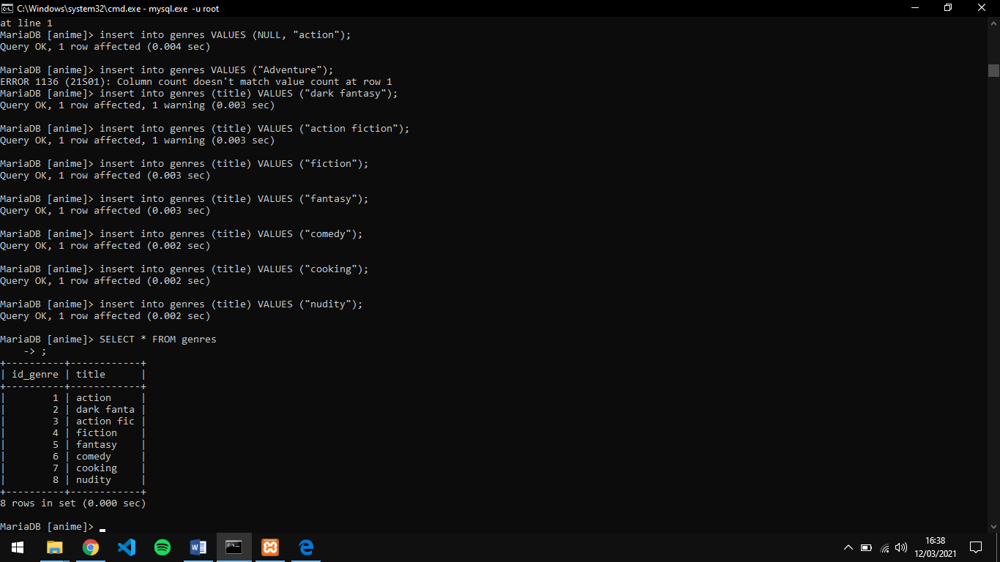 C:\Windows\system32\cmd.exe - mysql.exe  -u root
at line 1
MariaDB [anime]> insert into genres VALUES (NULL, "action");
Query OK, 1 row affected (0.004 sec)

MariaDB [anime]> insert into genres VALUES ("Adventure");
ERROR 1136 (21S01): Column count doesn't match value count at row 1
MariaDB [anime]> insert into genres (title) VALUES ("dark fantasy");
Query OK, 1 row affected, 1 warning (0.003 sec)

MariaDB [anime]> insert into genres (title) VALUES ("action fiction");
Query OK, 1 row affected, 1 warning (0.003 sec)

MariaDB [anime]> insert into genres (title) VALUES ("fiction");
Query OK, 1 row affected (0.003 sec)

MariaDB [anime]> insert into genres (title) VALUES ("fantasy");
Query OK, 1 row affected (0.003 sec)

MariaDB [anime]> insert into genres (title) VALUES ("comedy");
Query OK, 1 row affected (0.002 sec)

MariaDB [anime]> insert into genres (title) VALUES ("cooking");
Query OK, 1 row affected (0.002 sec)

MariaDB [anime]> insert into genres (title) VALUES ("nudity");
Query OK, 1 row affected (0.002 sec)

MariaDB [anime]> SELECT * FROM genres
    -> ;
+----------+------------+
| id_genre | title      |
+----------+------------+
|        1 | action     |
|        2 | dark fanta |
|        3 | action fic |
|        4 | fiction    |
|        5 | fantasy    |
|        6 | comedy     |
|        7 | cooking    |
|        8 | nudity     |
+----------+------------+
8 rows in set (0.000 sec)

MariaDB [anime]>
16:38
12/03/2021